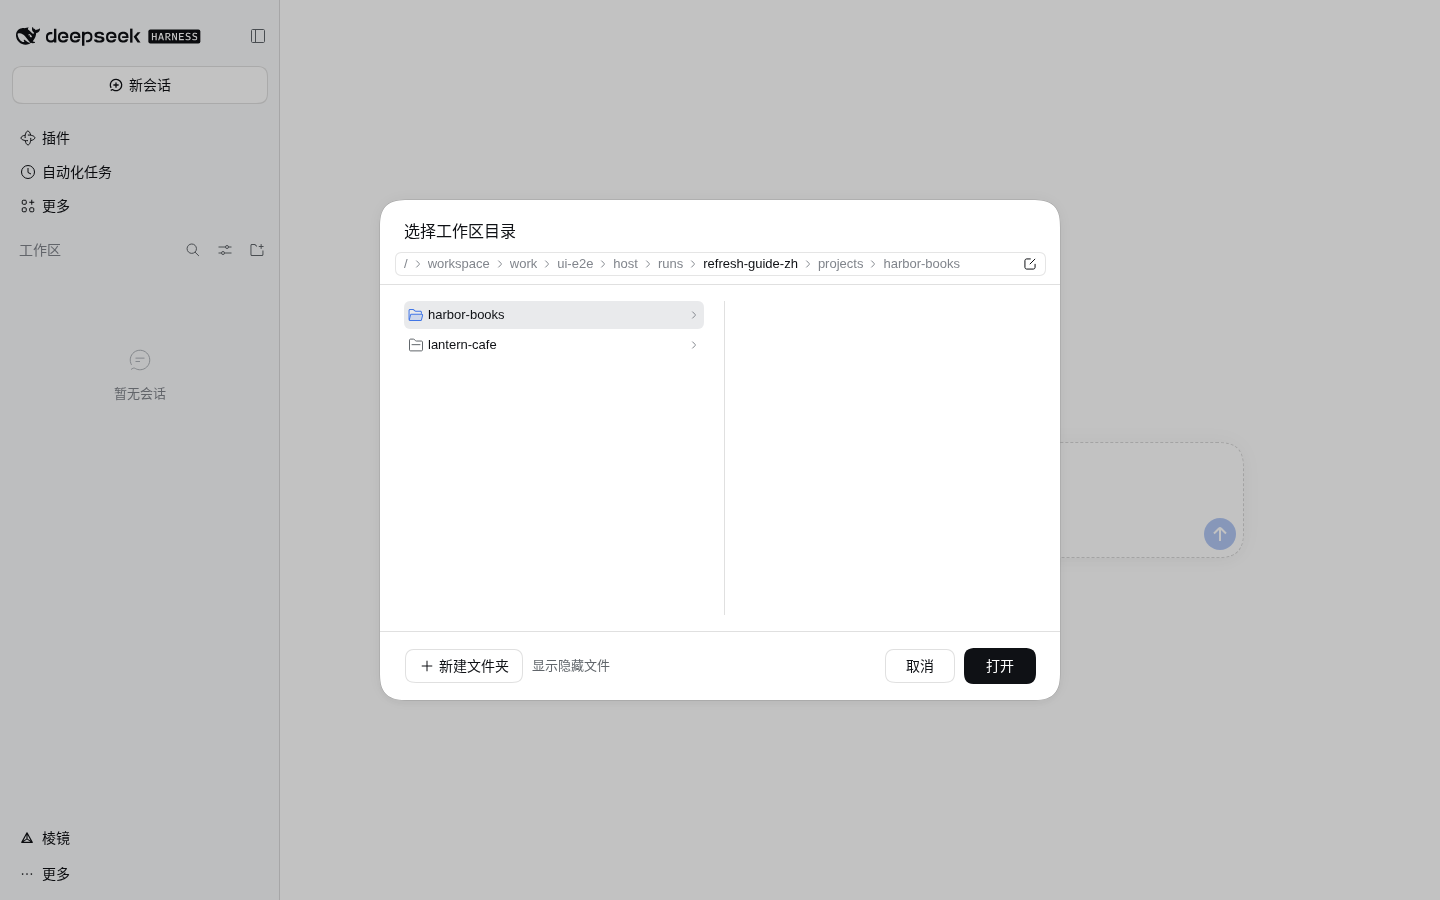 deepseek HARNESS
新会话
插件
自动化任务
更多
工作区
暂无会话
棱镜
更多
选择工作区目录
/ workspace work ui-e2e host runs refresh-guide-zh projects harbor-books
harbor-books
lantern-cafe
新建文件夹 显示隐藏文件 取消 打开